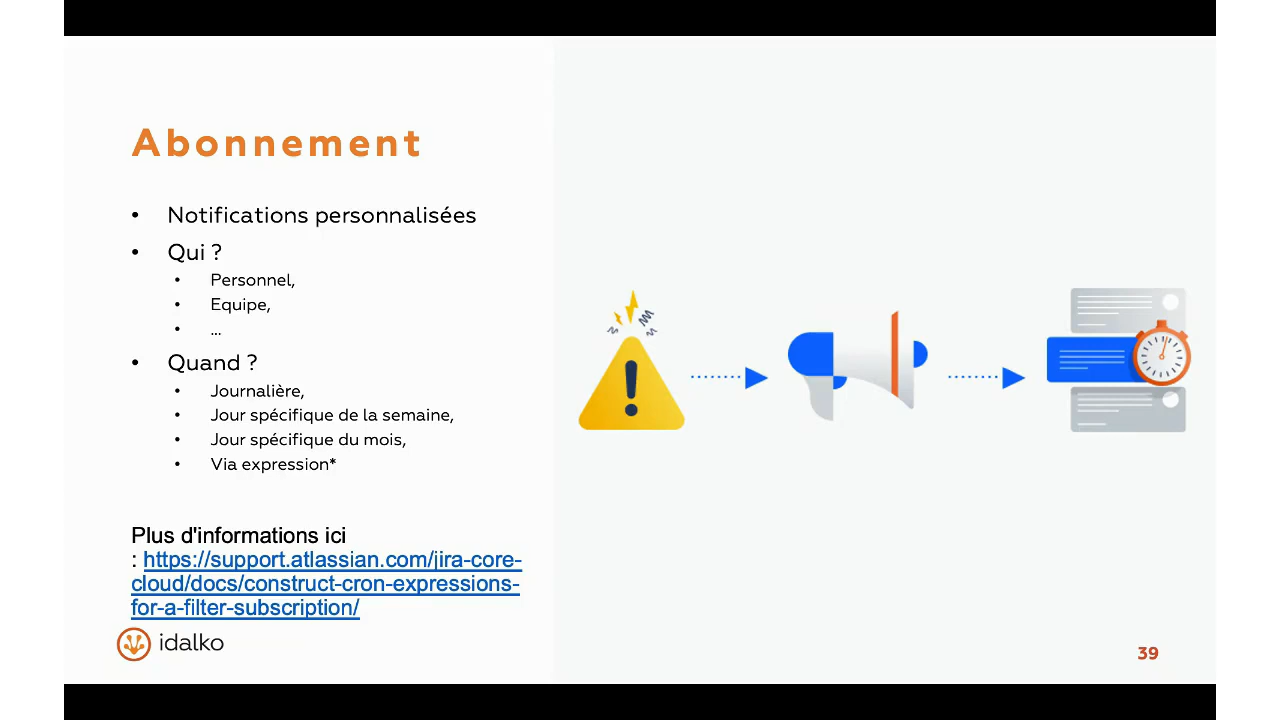 Abonnement
• Notifications personnalisées
• Qui ?
• Personnel,
• Equipe,
• ...
• Quand ?
• Journalière,
• Jour spécifique de la semaine,
• Jour spécifique du mois,
• Via expression*
Plus d'informations ici
: https://support.atlassian.com/jira-core-
cloud/docs/construct-cron-expressions-
for-a-filter-subscription/
idalko
39